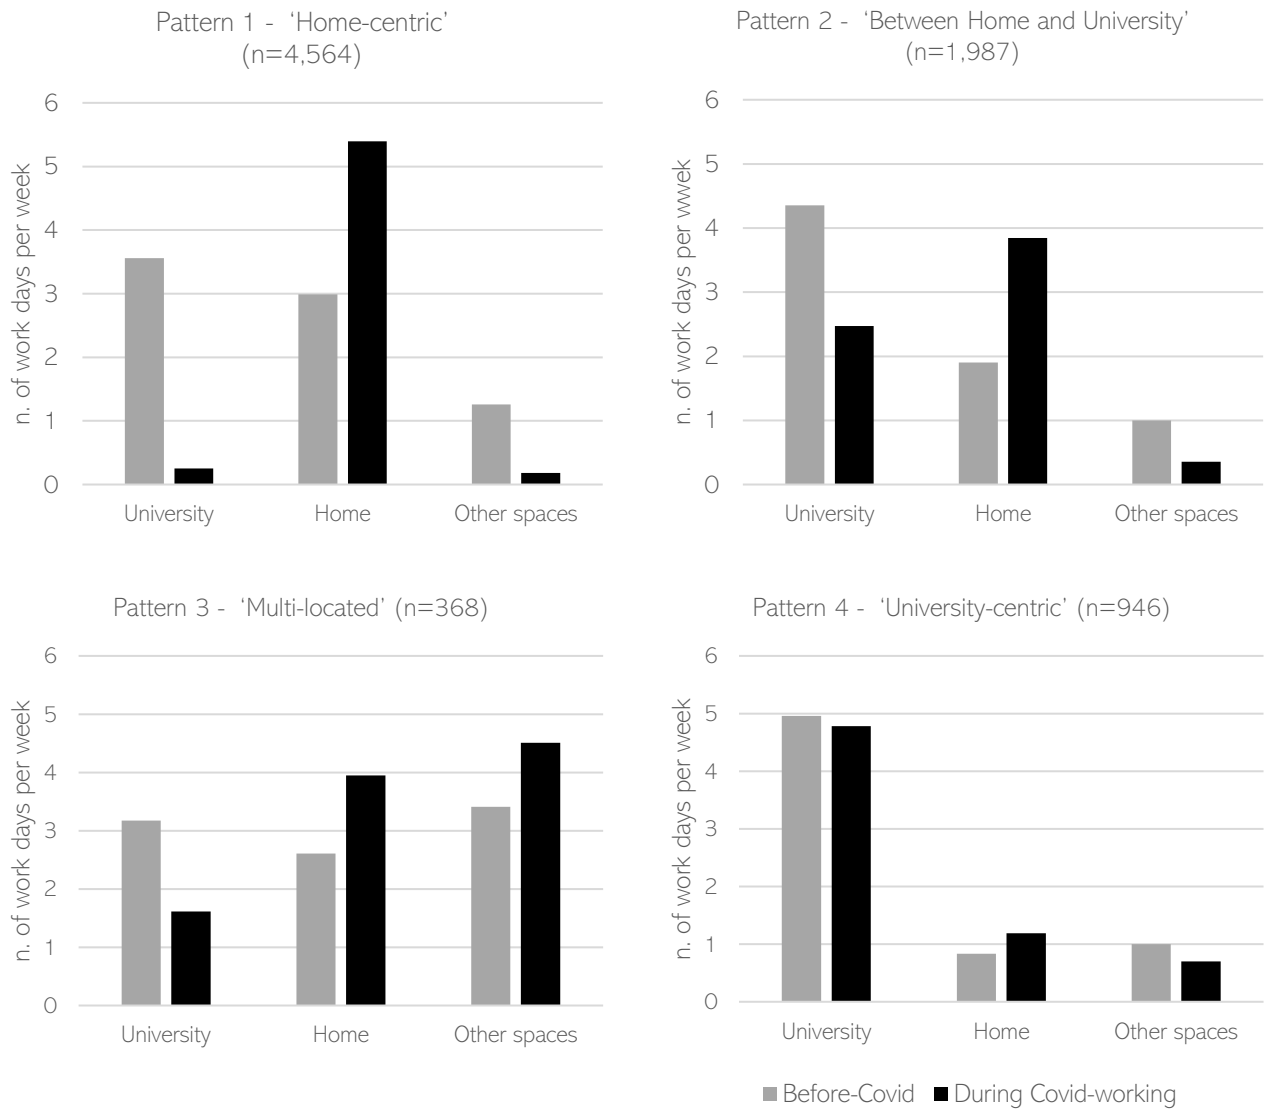 Pattern 1 - ‘Home-centric’
(n=4,564)
n. of work days per week
6
5
4
3
2
1
0
University Home Other spaces
Pattern 2 - ‘Between Home and University’
(n=1,987)
n. of work days per wwek
6
5
4
3
2
1
0
University Home Other spaces
Pattern 3 - ‘Multi-located’ (n=368)
n. of work days per week
6
5
4
3
2
1
0
University Home Other spaces
Pattern 4 - ‘University-centric’ (n=946)
n. of work days per week
6
5
4
3
2
1
0
University Home Other spaces
Before-Covid During Covid-working